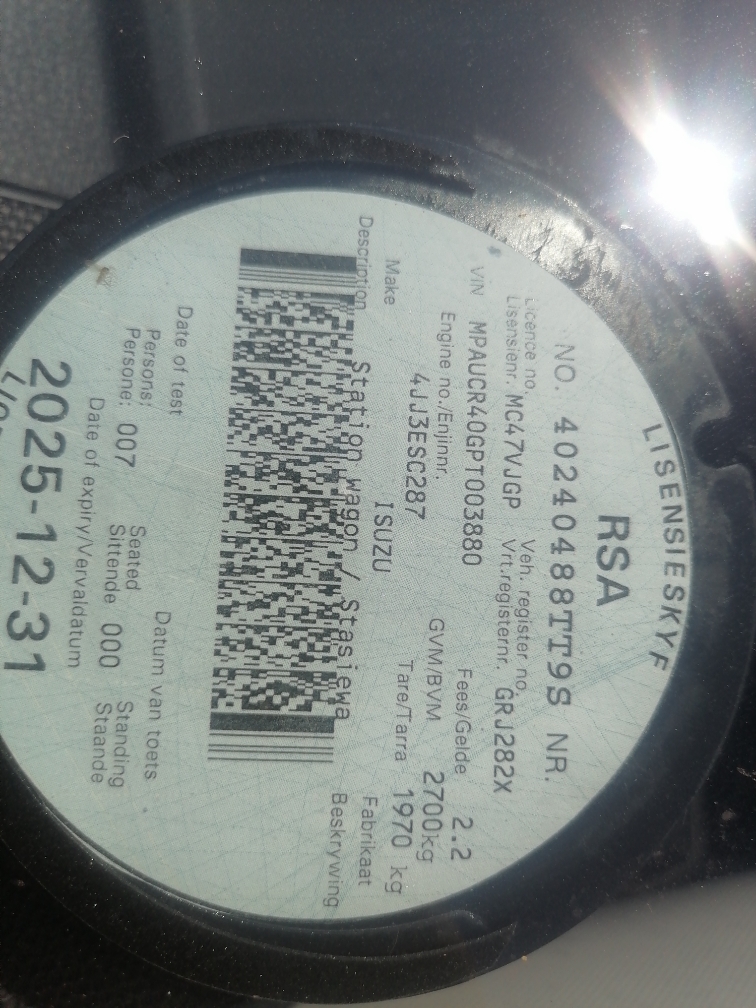 LISENSIESKYF
RSA
NO. 40240488TT9S NR.
Licence no. Veh. register no.
Lisensienr. MC47VJGP Vrt.registernr. GRJ282X
VIN MPAUCR40GPT003880 Fees/Gelde 2.2
Engine no./Enjinnr. GVM/BVM 2700kg
4JJ3ESC287 Tare/Tarra 1970 kg
Make ISUZU Fabrikaat
Description Station wagon / Stasiewa Beskrywing
Date of test Datum van toets
Persons: Seated Standing
Persone: 007 Sittende 000 Staande
Date of expiry/Vervaldatum
2025-12-31